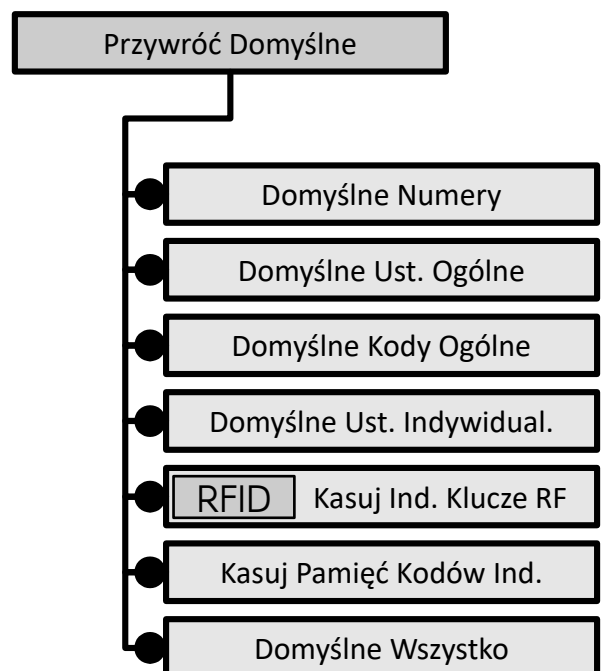 Przywróć Domyślne
Domyślne Numery
Domyślne Ust. Ogólne
Domyślne Kody Ogólne
Domyślne Ust. Indywidual.
RFID Kasuj Ind. Klucze RF
Kasuj Pamięć Kodów Ind.
Domyślne Wszystko